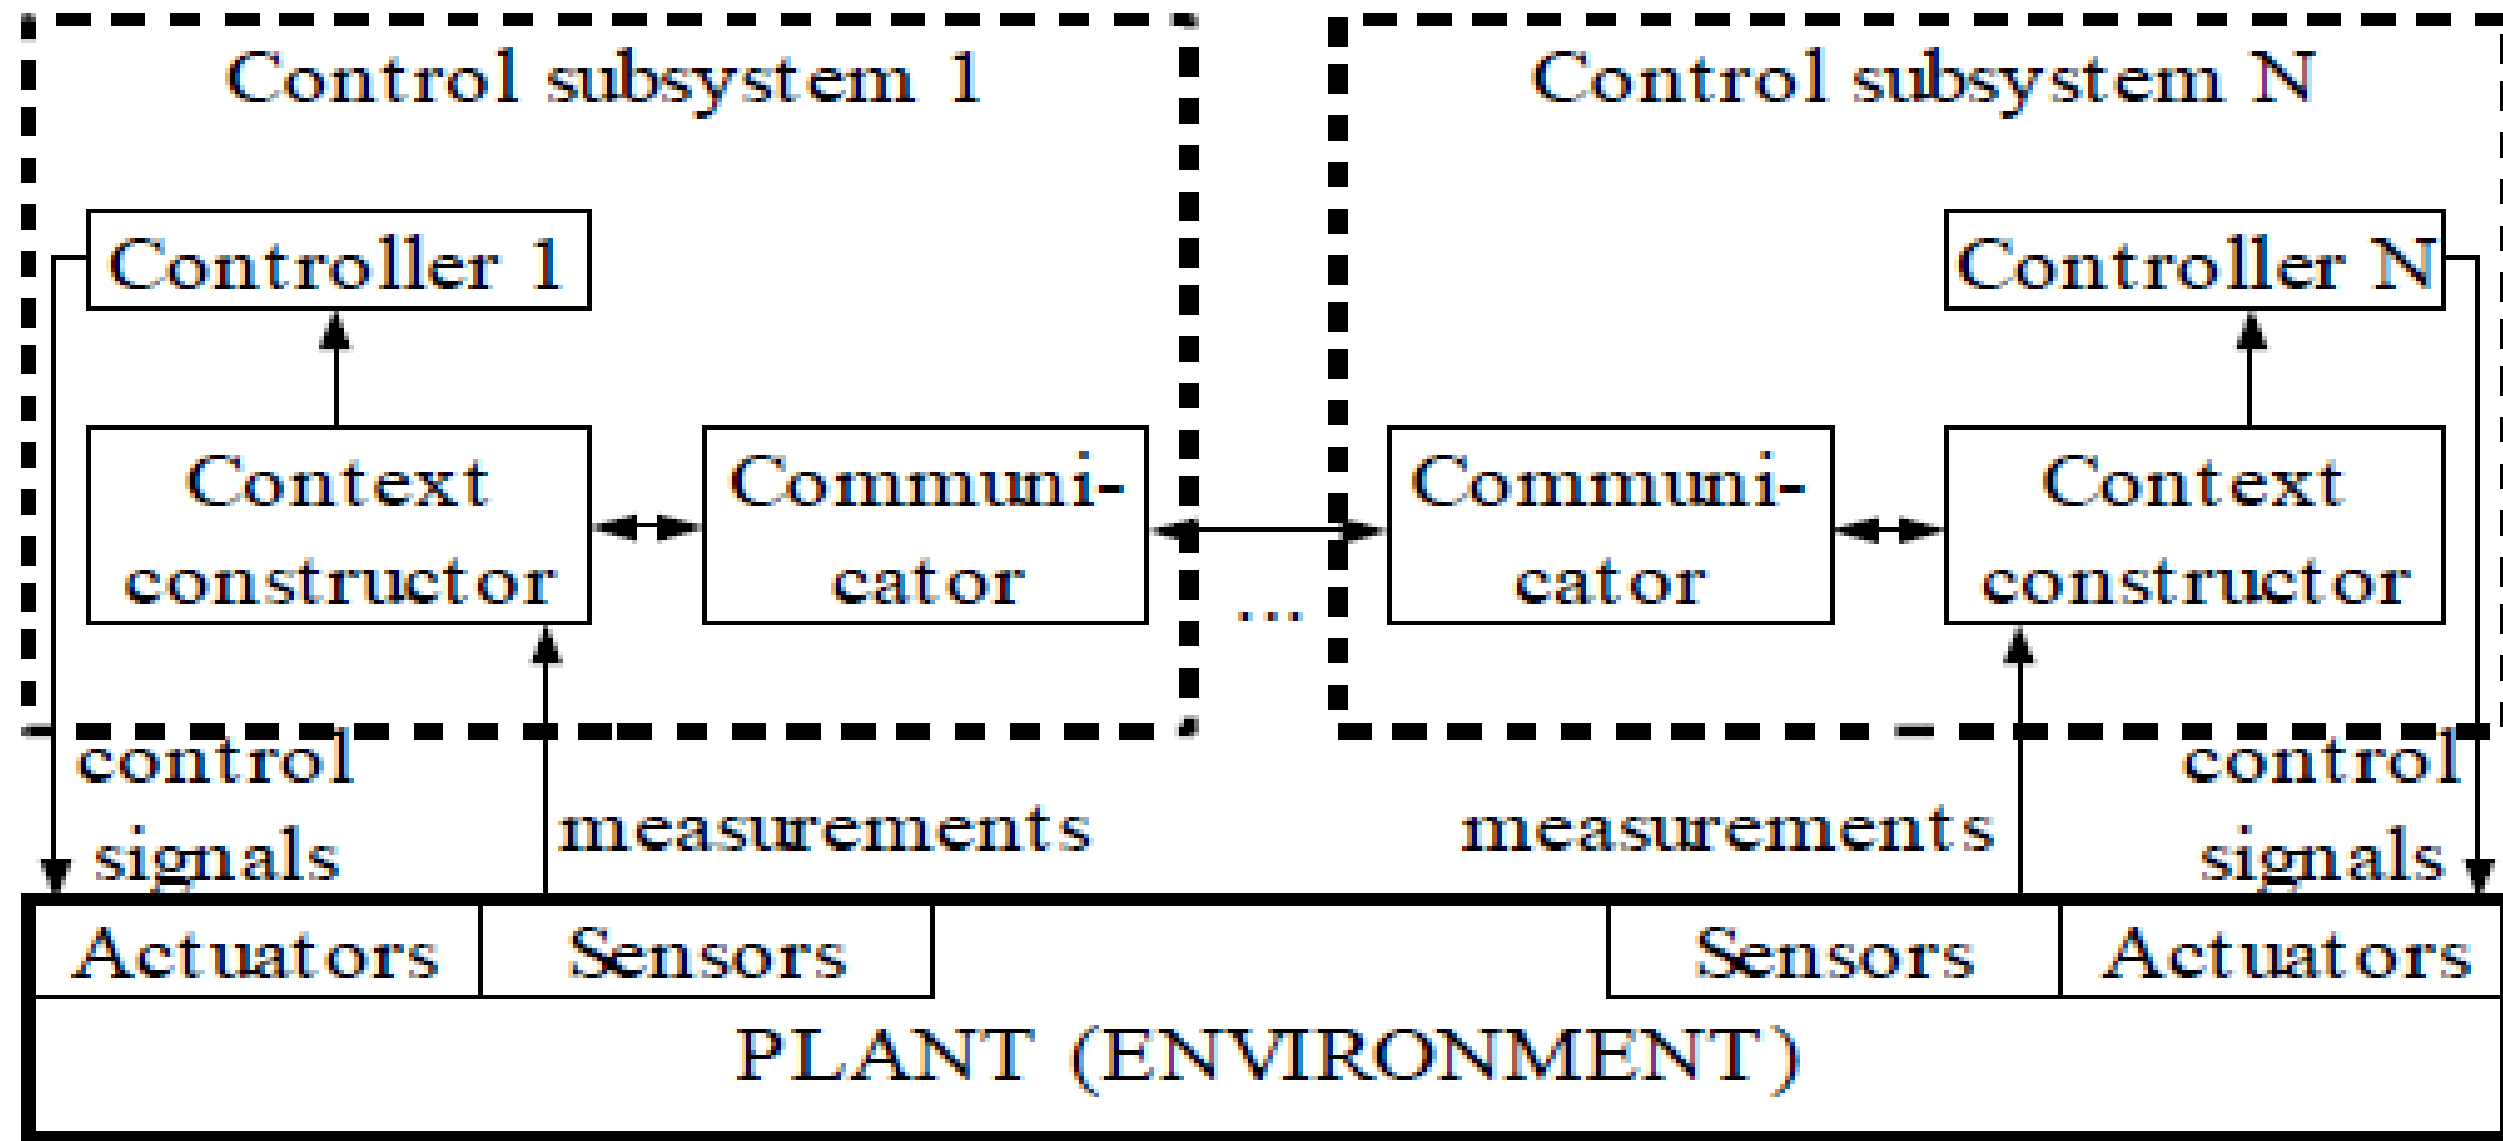 Control subsystem 1
Control subsystem N
Controller 1
Controller N
Context
constructor
Communi-
cator
...
Communi-
cator
Context
constructor
control
signals
measurements
measurements
control
signals
Actuators
Sensors
Sensors
Actuators
PLANT (ENVIRONMENT)